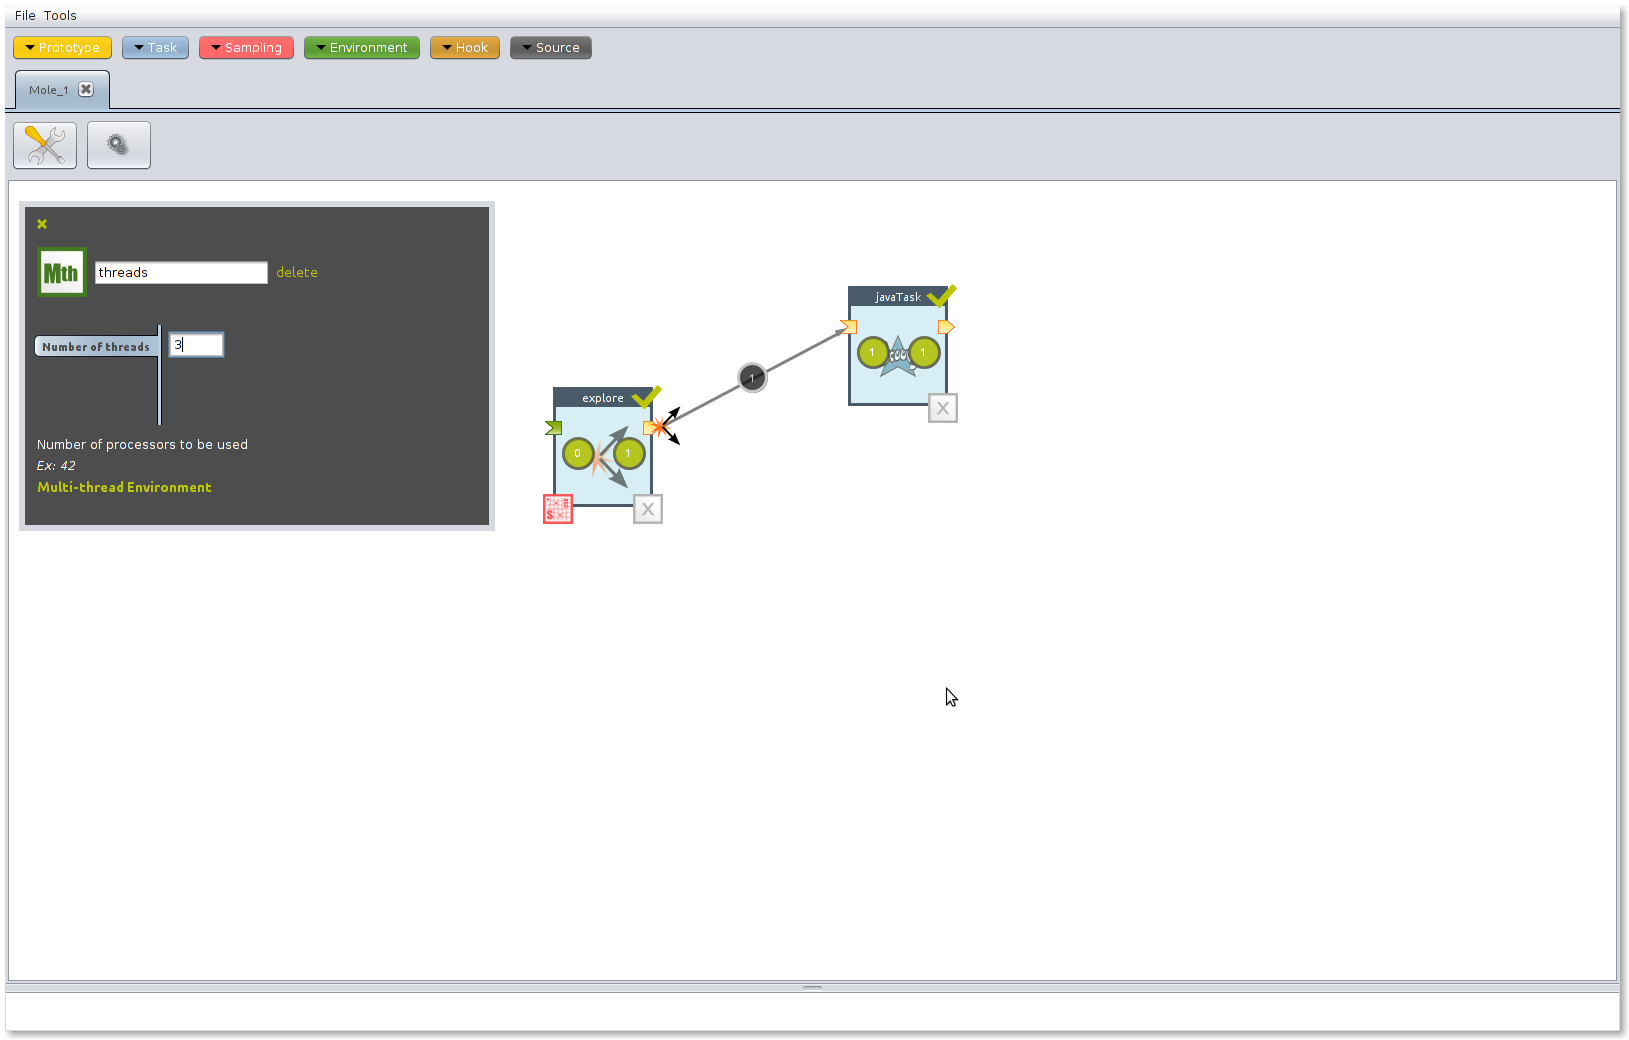 File Tools
Prototype Task Sampling Environment Hook Source
Mole_1
Mth threads delete
Number of threads 3
Number of processors to be used
Ex: 42
Multi-thread Environment
javaTask
1 1
X
1
explore
0 1
S X